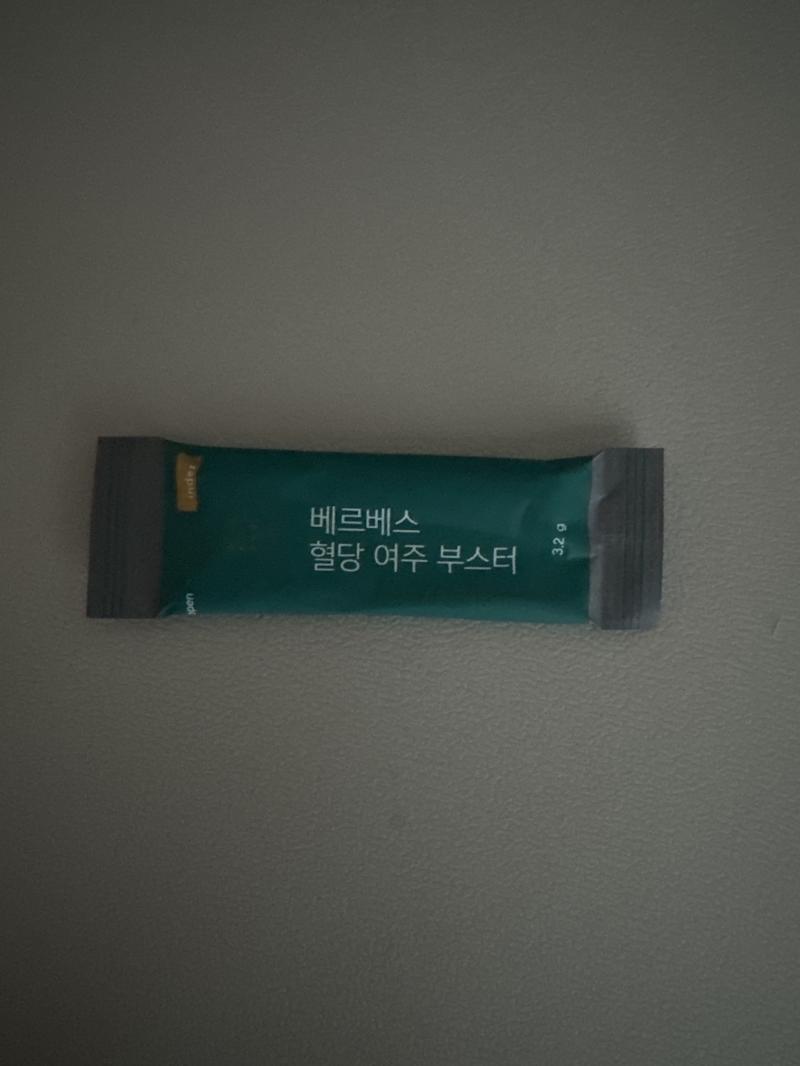 베르베스
혈당 여주 부스터
3.2 g